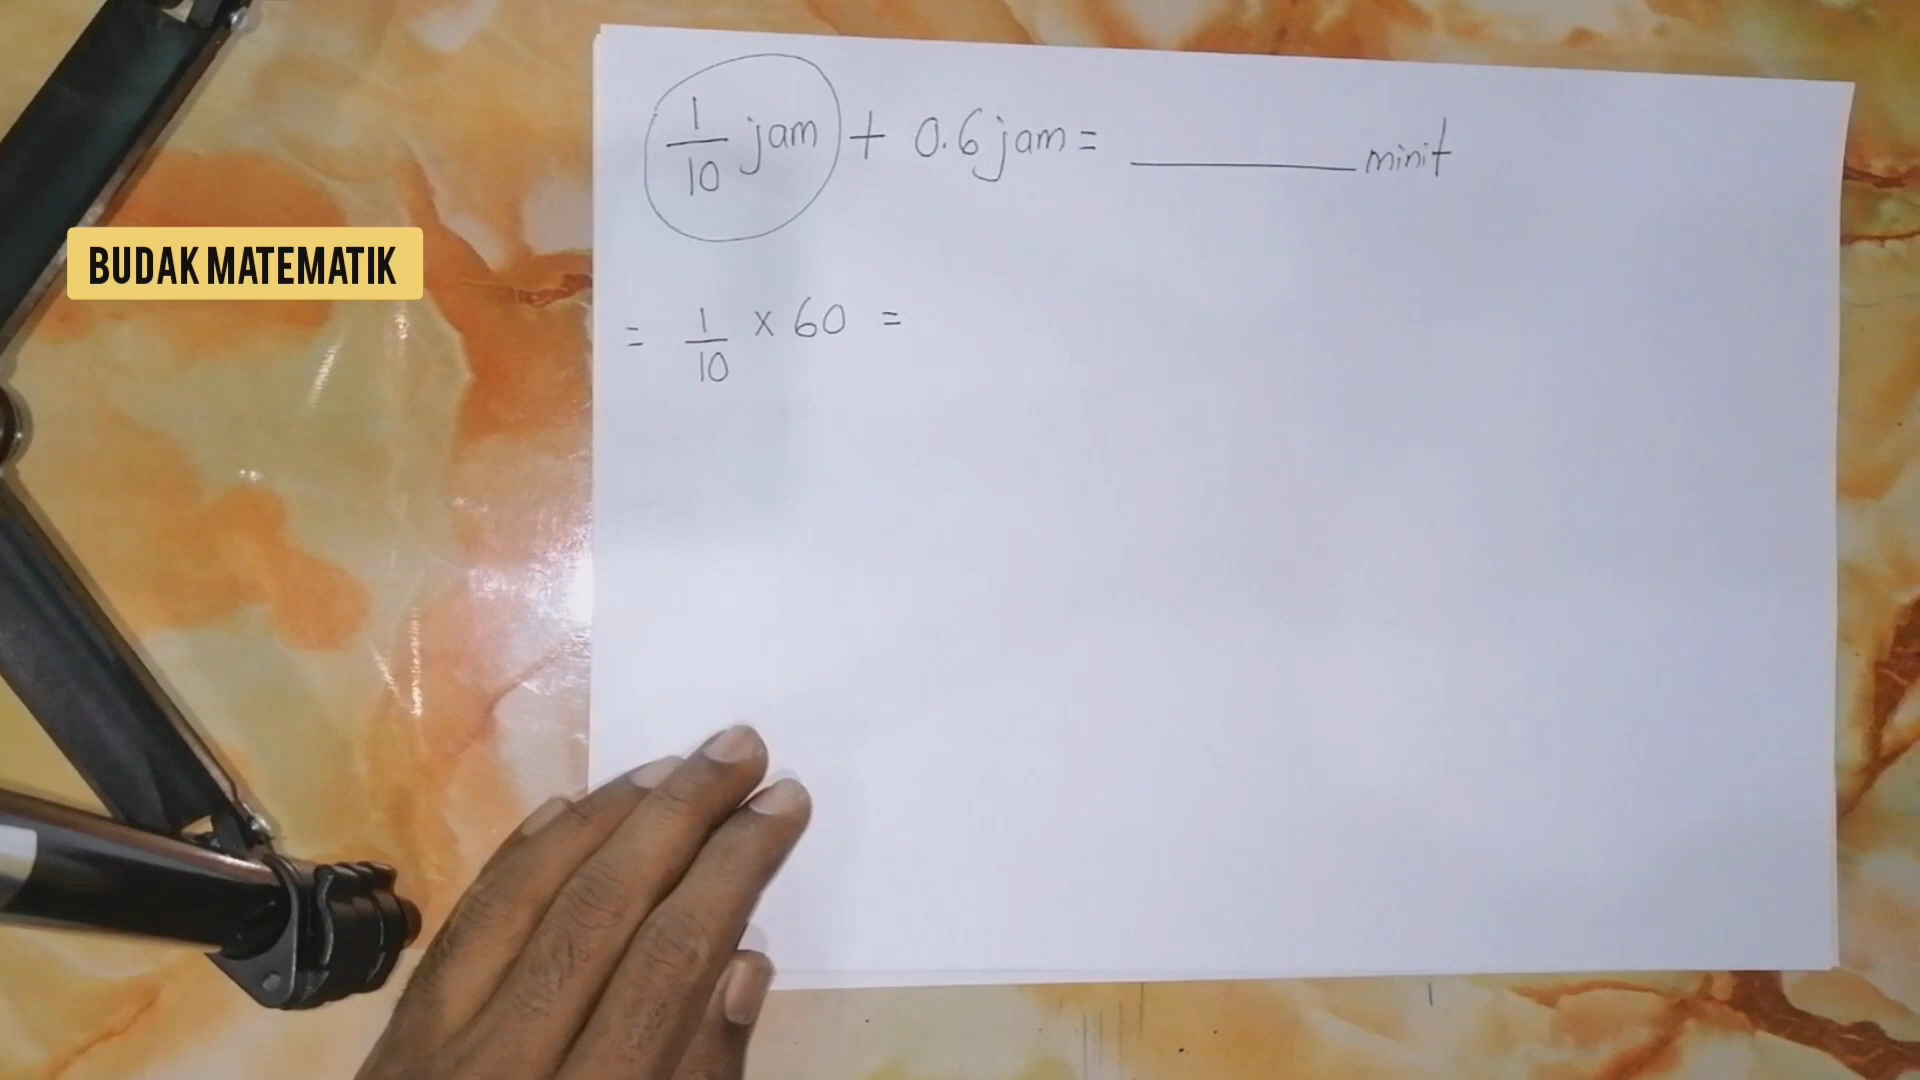 1/10 jam + 0.6 jam = ________ minit
BUDAK MATEMATIK
= 1/10 × 60 =